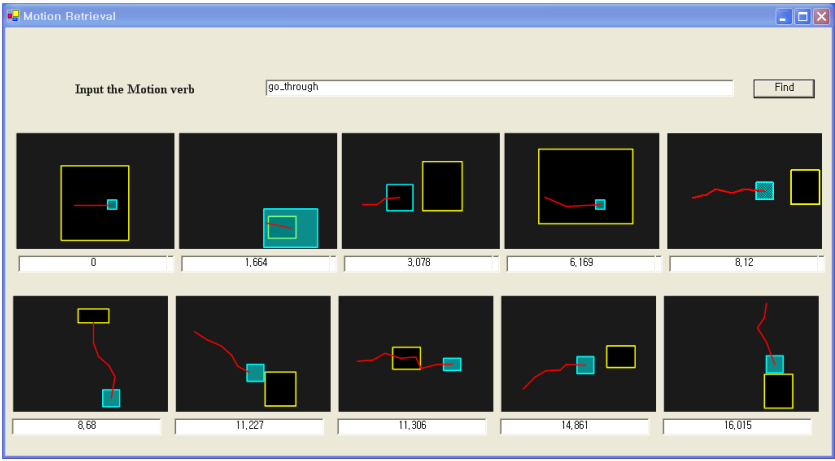 Motion Retrieval
Input the Motion verb
go_through
Find
0
1,664
3,078
6,169
8,12
8,68
11,227
11,306
14,861
16,015